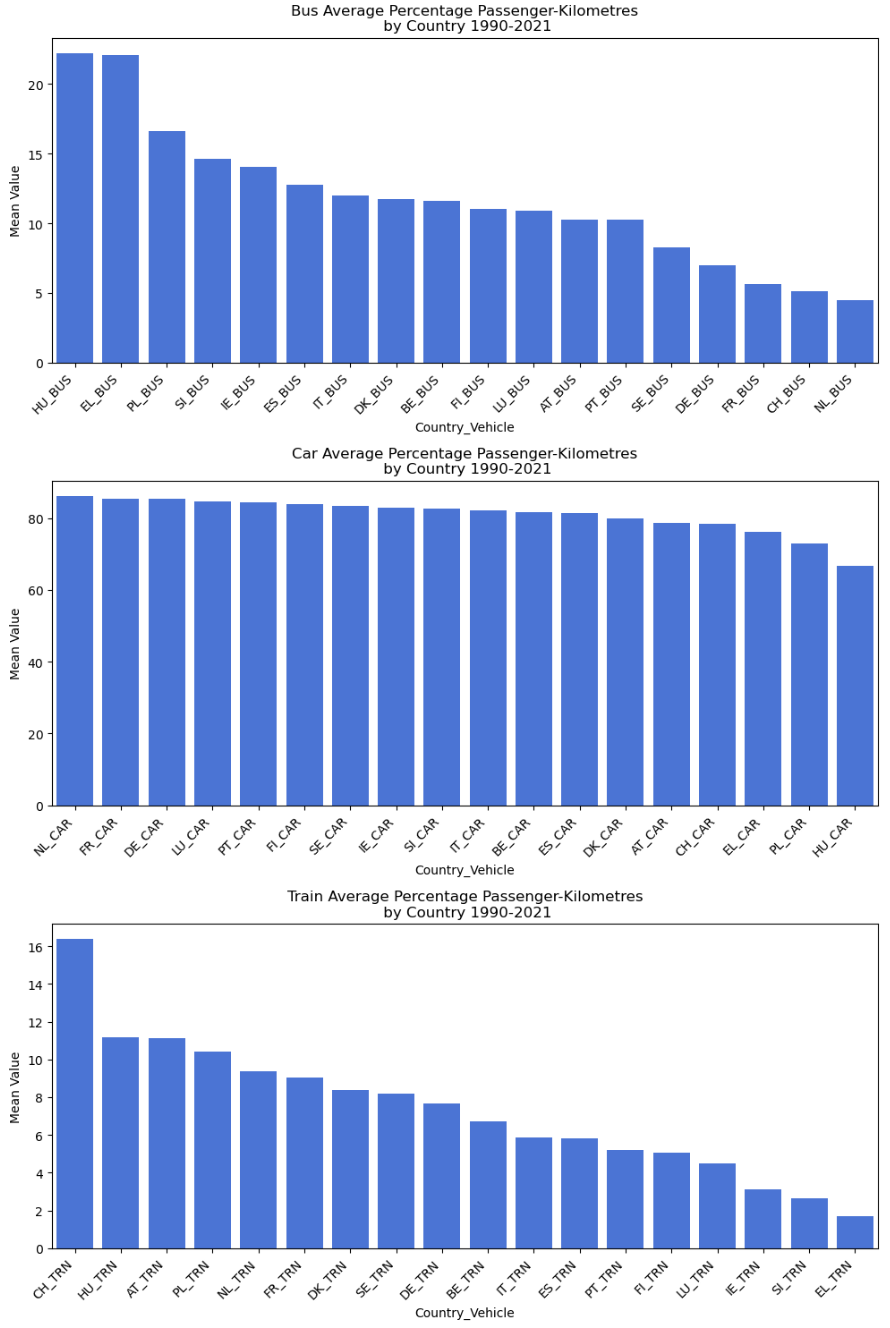 Bus Average Percentage Passenger-Kilometres
by Country 1990-2021
Mean Value
20
15
10
5
0
HU_BUS EL_BUS PL_BUS SI_BUS IE_BUS ES_BUS IT_BUS DK_BUS BE_BUS FI_BUS LU_BUS AT_BUS PT_BUS SE_BUS DE_BUS FR_BUS CH_BUS NL_BUS
Country_Vehicle
Car Average Percentage Passenger-Kilometres
by Country 1990-2021
Mean Value
80
60
40
20
0
NL_CAR FR_CAR DE_CAR LU_CAR PT_CAR FI_CAR SE_CAR IE_CAR SI_CAR IT_CAR BE_CAR ES_CAR DK_CAR AT_CAR CH_CAR EL_CAR PL_CAR HU_CAR
Country_Vehicle
Train Average Percentage Passenger-Kilometres
by Country 1990-2021
Mean Value
16
14
12
10
8
6
4
2
0
CH_TRN HU_TRN AT_TRN PL_TRN NL_TRN FR_TRN DK_TRN SE_TRN DE_TRN BE_TRN IT_TRN ES_TRN PT_TRN FI_TRN LU_TRN IE_TRN SI_TRN EL_TRN
Country_Vehicle